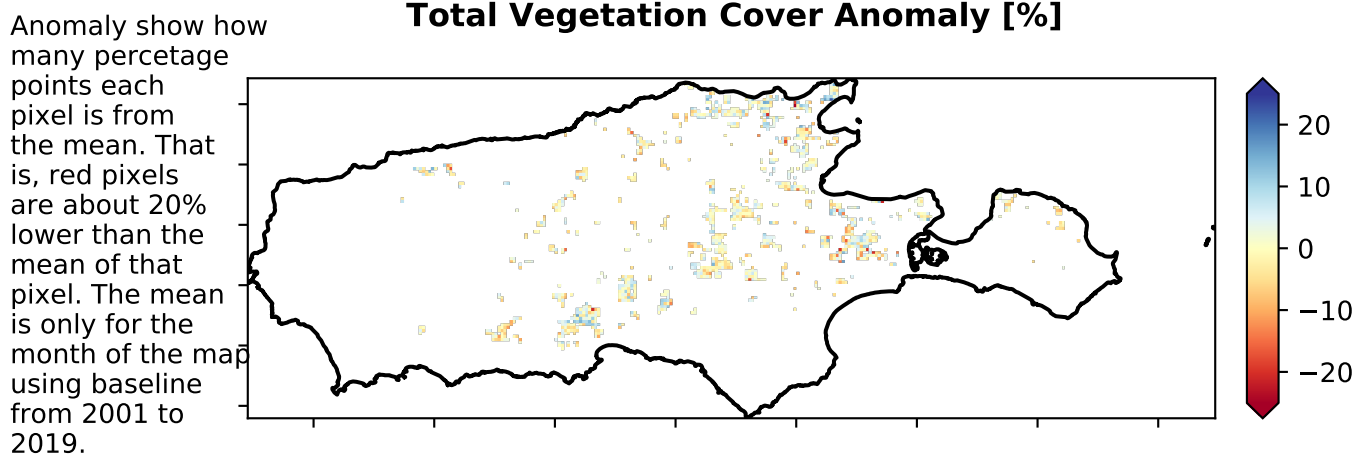 Total Vegetation Cover Anomaly [%]
Anomaly show how
many percetage
points each
pixel is from
the mean. That
is, red pixels
are about 20%
lower than the
mean of that
pixel. The mean
is only for the
month of the map
using baseline
from 2001 to
2019.
20
10
0
−10
−20